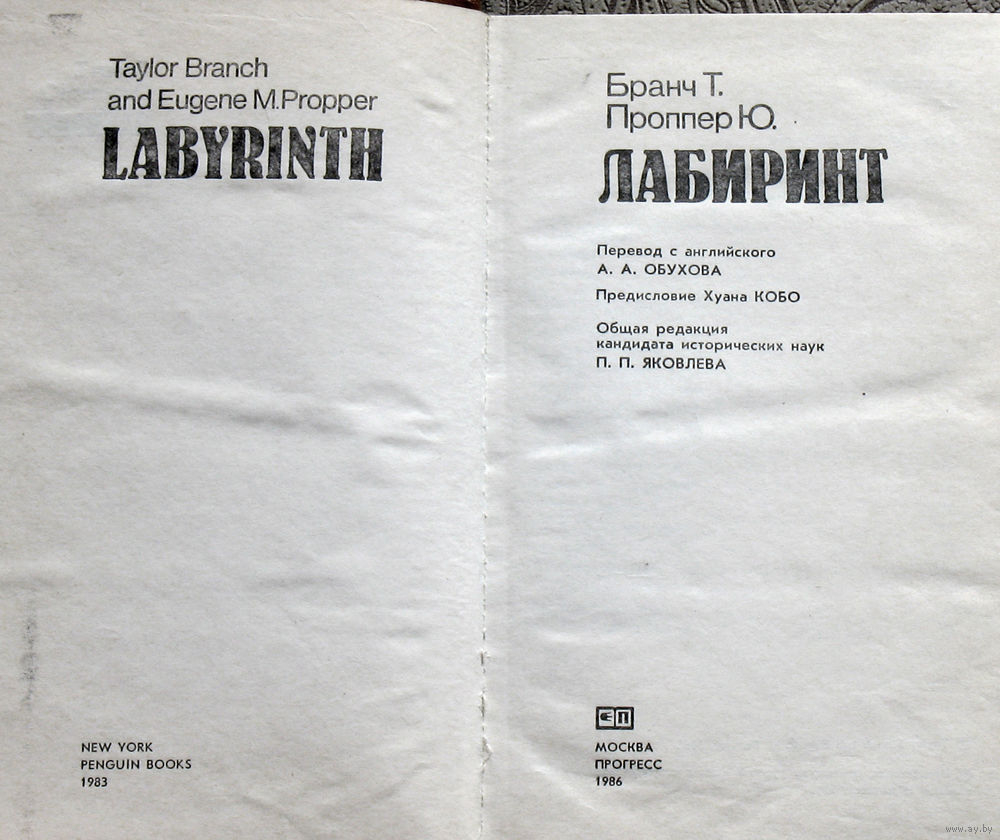 Taylor Branch
and Eugene M. Propper
LABYRINTH
NEW YORK
PENGUIN BOOKS
1983
Бранч Т.
Проппер Ю.
ЛАБИРИНТ
Перевод с английского
А. А. ОБУХОВА
Предисловие Хуана КОБО
Общая редакция
кандидата исторических наук
П. П. ЯКОВЛЕВА
МОСКВА
ПРОГРЕСС
1986
www.ay.by